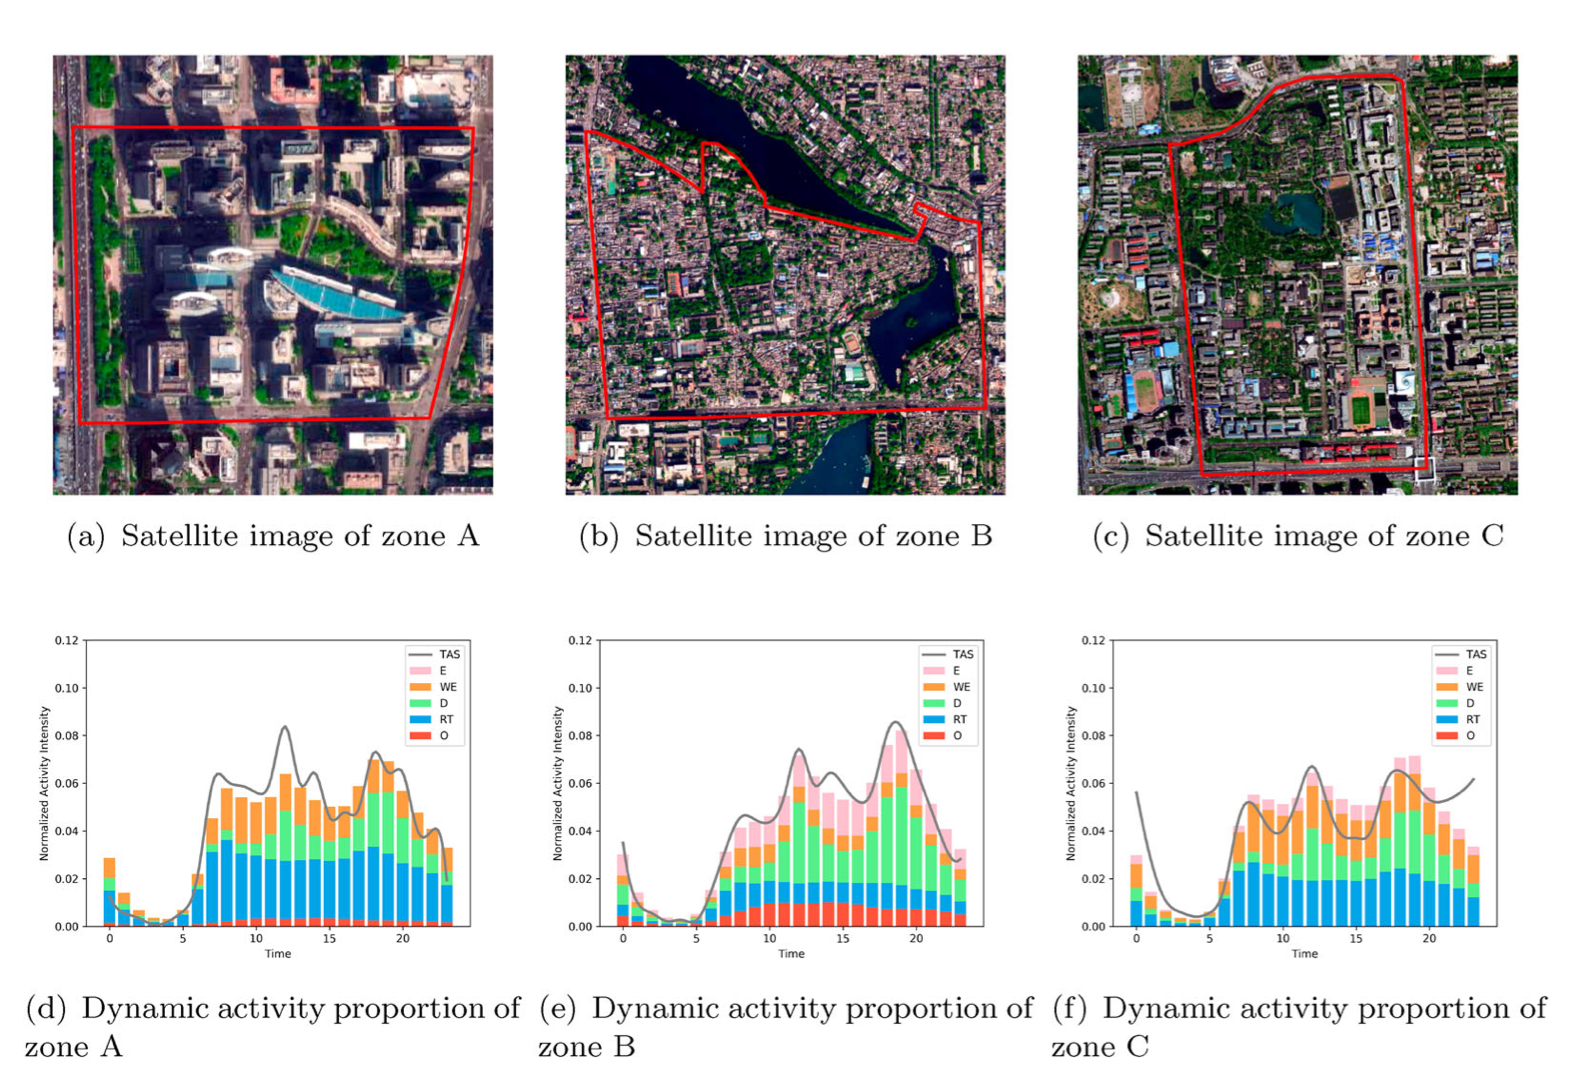 (a) Satellite image of zone A
(b) Satellite image of zone B
(c) Satellite image of zone C
0.12
0.10
0.08
0.06
0.04
0.02
0.00
Normalized Activity Intensity
TAS
E
WE
D
RT
O
0 5 10 15 20
Time
0.12
0.10
0.08
0.06
0.04
0.02
0.00
Normalized Activity Intensity
TAS
E
WE
D
RT
O
0 5 10 15 20
Time
0.12
0.10
0.08
0.06
0.04
0.02
0.00
Normalized Activity Intensity
TAS
E
WE
D
RT
O
0 5 10 15 20
Time
(d) Dynamic activity proportion of
zone A
(e) Dynamic activity proportion of
zone B
(f) Dynamic activity proportion of
zone C